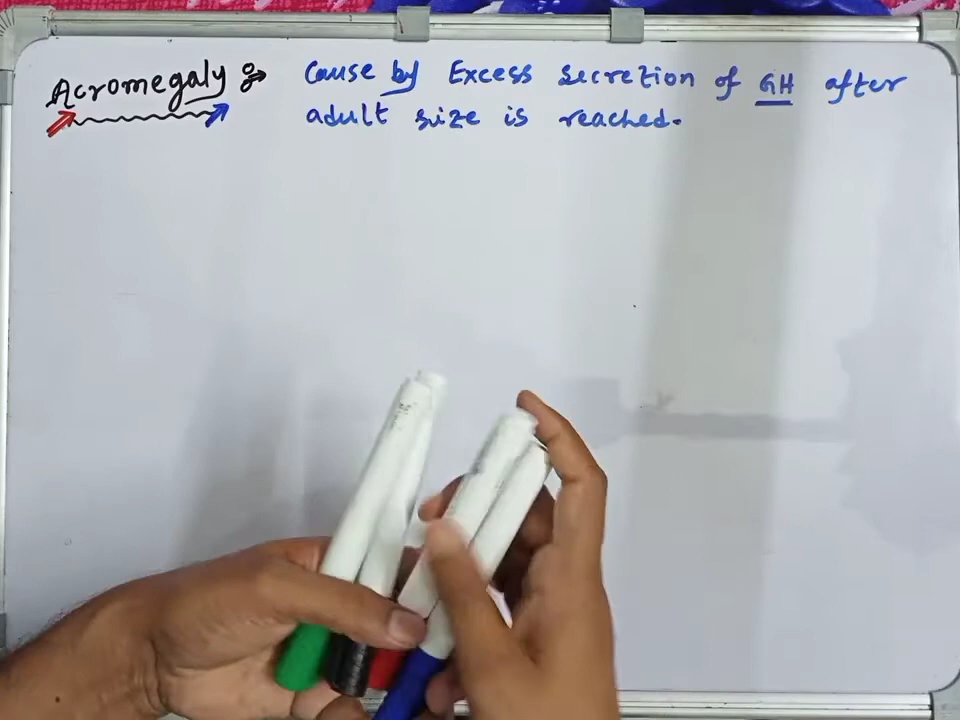 Acromegaly :→ Cause by Excess secretion of GH after
adult size is reached.